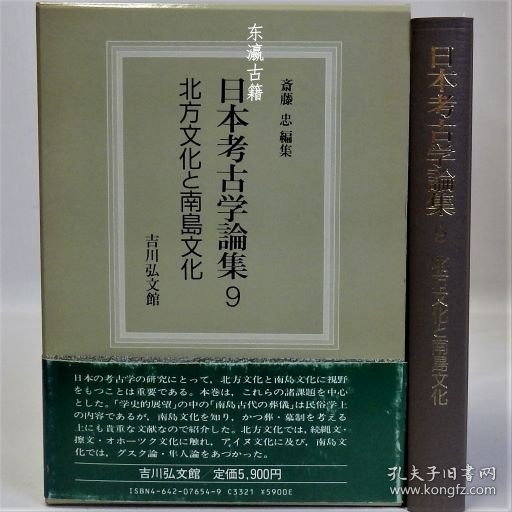 东瀛古籍
斎藤 忠 編集
日本考古学論集 9
北方文化と南島文化
吉川弘文館
日本の考古学の研究にとって，北方文化と南島文化に視野
をもつことは重要である。本巻は，これらの諸課題を中心
とした。「学史的展望」の中の「南島古代の葬儀」は民俗学上
の内容であるが，南島文化を知り，かつ葬・墓制を考える
上にも貴重な文献なので紹介した。北方文化では，続縄文・
擦文・オホーツク文化に触れ，アイヌ文化に及び，南島文
化では，グスク論・隼人論をあつかった。
吉川弘文館／定価5,900円
ISBN4-642-07654-9 C3321 ¥5900E
日本考古学論集 9 北方文化と南島文化
孔夫子旧书网
www.kongfz.com